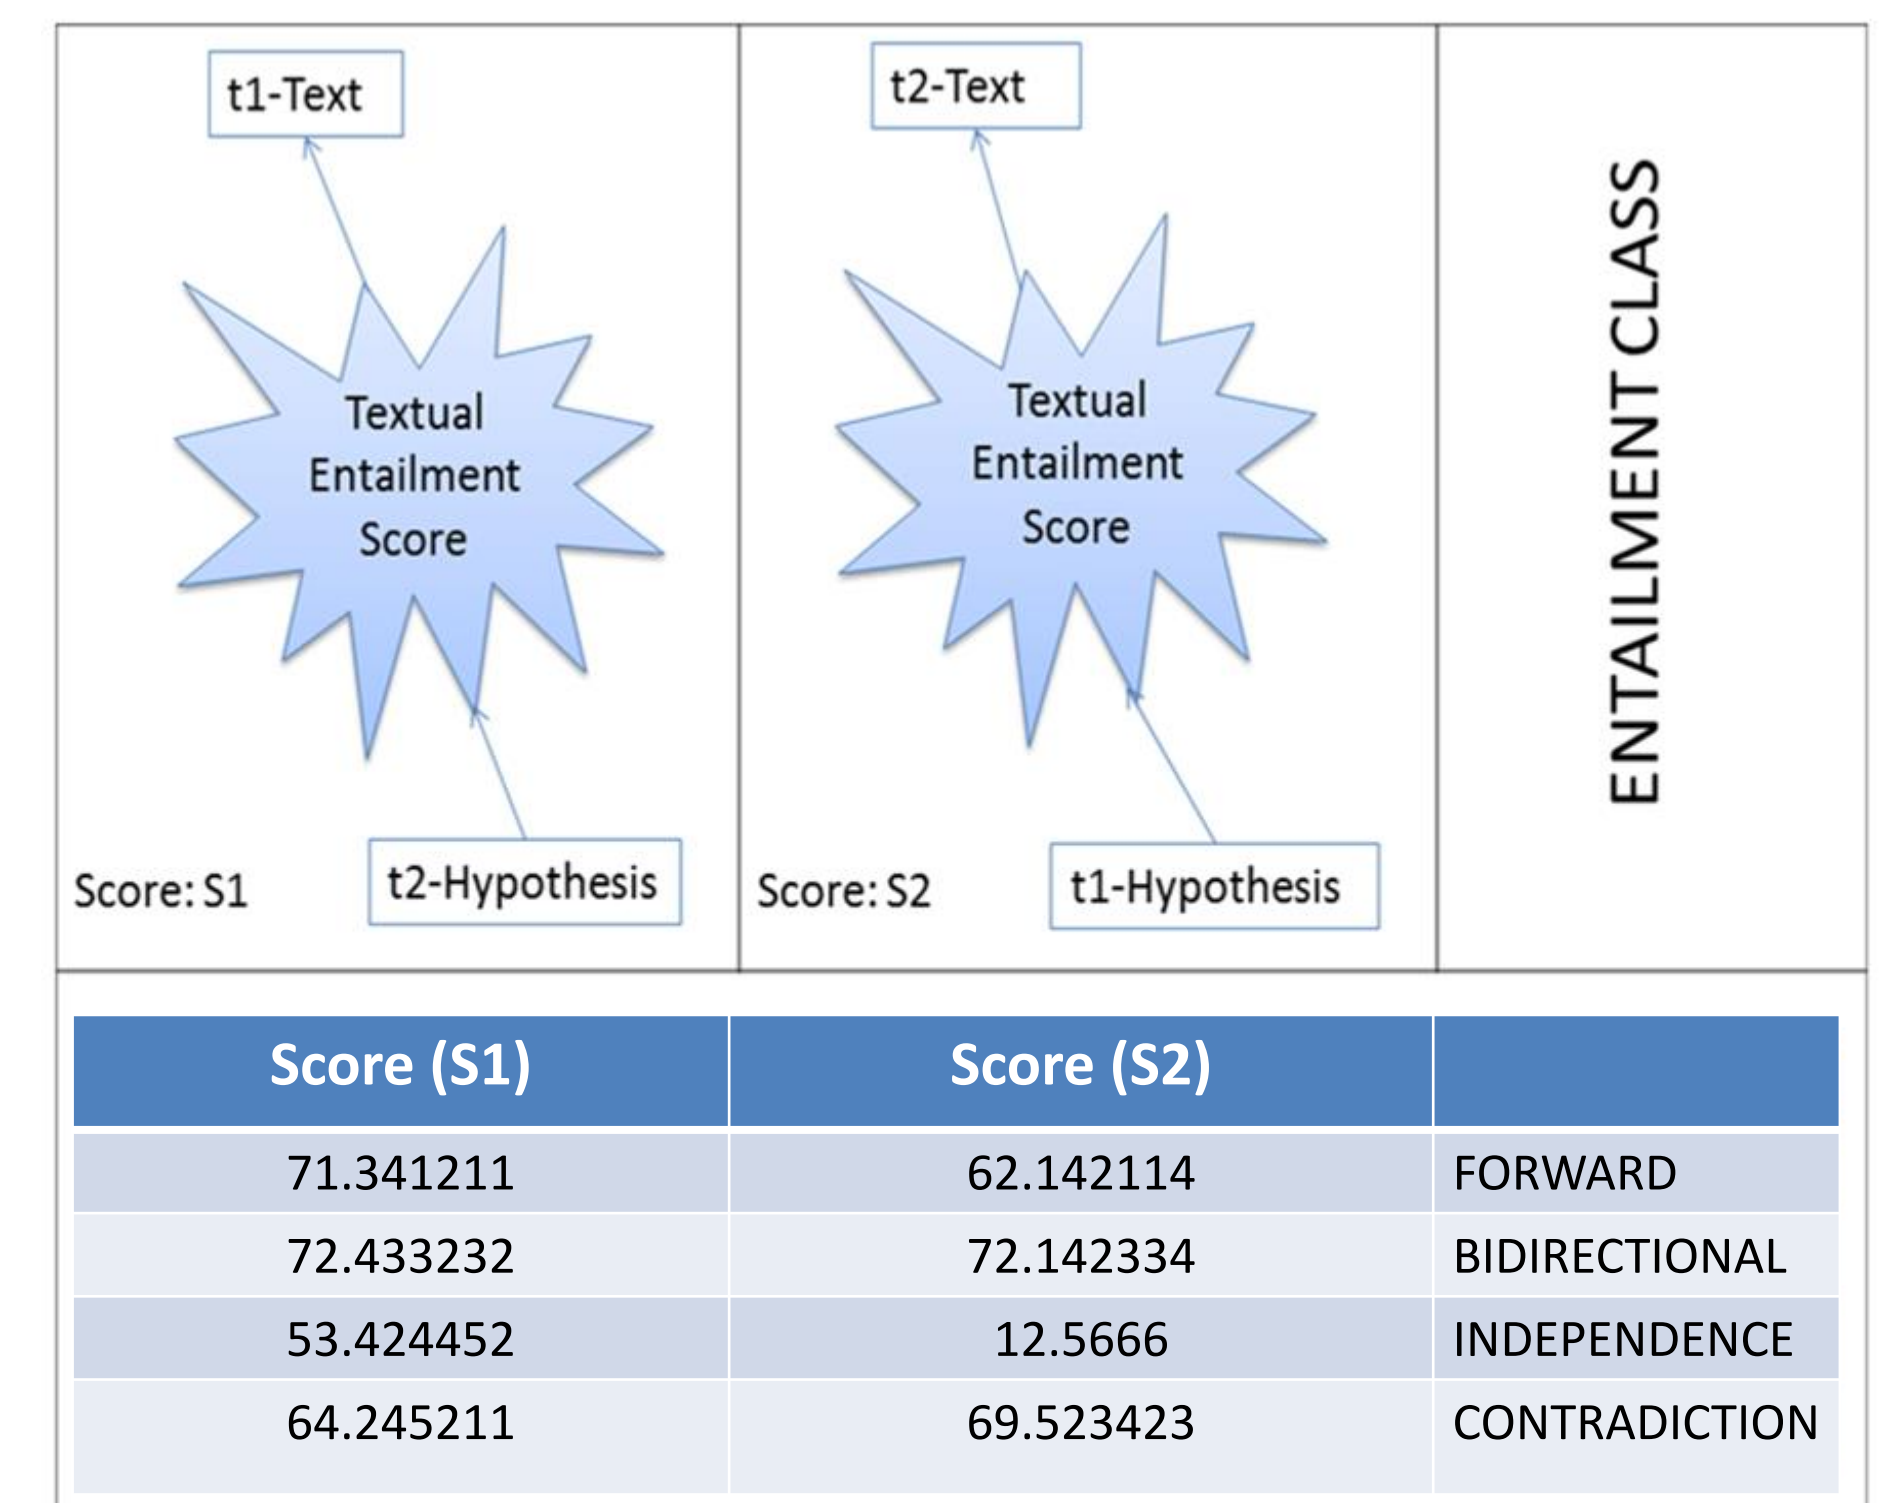 t1-Text
Textual
Entailment
Score
Score: S1
t2-Hypothesis
t2-Text
Textual
Entailment
Score
Score: S2
t1-Hypothesis
ENTAILMENT CLASS
Score (S1) Score (S2)
71.341211 62.142114 FORWARD
72.433232 72.142334 BIDIRECTIONAL
53.424452 12.5666 INDEPENDENCE
64.245211 69.523423 CONTRADICTION